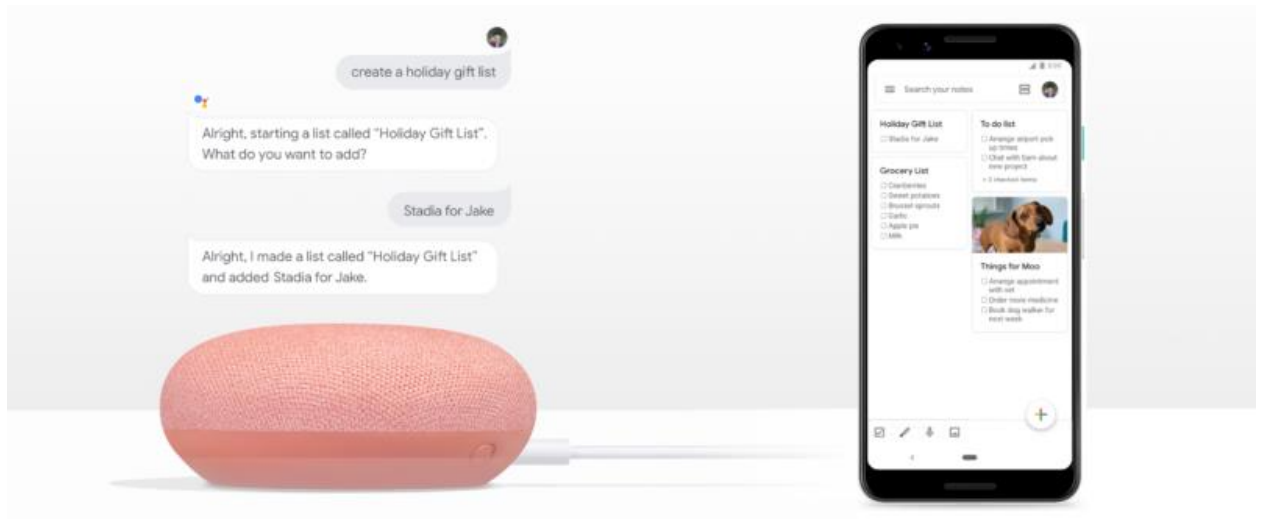 create a holiday gift list
Alright, starting a list called "Holiday Gift List".
What do you want to add?
Stadia for Jake
Alright, I made a list called "Holiday Gift List"
and added Stadia for Jake.
Search your notes
Holiday Gift List
Stadia for Jake
Grocery List
Cranberries
Sweet potatoes
Brussel sprouts
Garlic
Apple pie
Milk
To do list
Arrange airport pick
up times
Chat with Sam about
new project
+ 2 checked items
Things for Moo
Arrange appointment
with vet
Order more medicine
Book dog walker for
next week